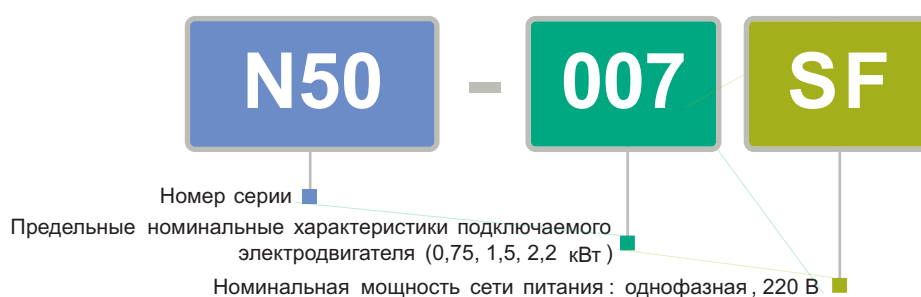 N50 - 007 SF
Номер серии
Предельные номинальные характеристики подключаемого
электродвигателя (0,75, 1,5, 2,2 кВт )
Номинальная мощность сети питания : однофазная , 220 В